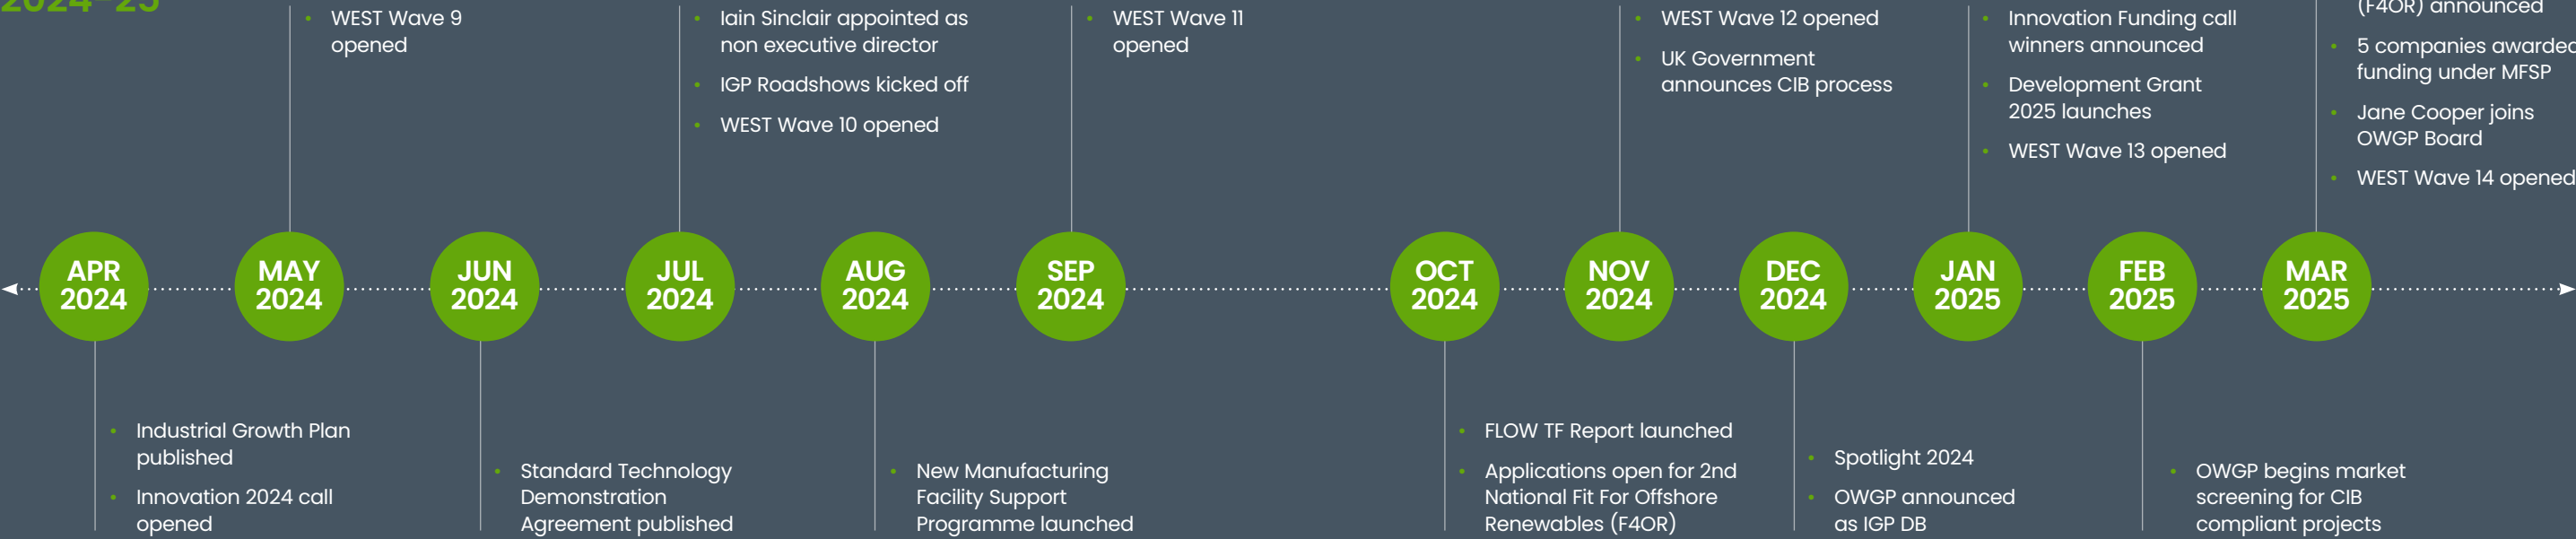 2024–25
WEST Wave 9
opened
Iain Sinclair appointed as
non executive director
IGP Roadshows kicked off
WEST Wave 10 opened
WEST Wave 11
opened
WEST Wave 12 opened
UK Government
announces CIB process
Innovation Funding call
winners announced
Development Grant
2025 launches
WEST Wave 13 opened
(F4OR) announced
5 companies awarded
funding under MFSP
Jane Cooper joins
OWGP Board
WEST Wave 14 opened
APR
2024
MAY
2024
JUN
2024
JUL
2024
AUG
2024
SEP
2024
OCT
2024
NOV
2024
DEC
2024
JAN
2025
FEB
2025
MAR
2025
Industrial Growth Plan
published
Innovation 2024 call
opened
Standard Technology
Demonstration
Agreement published
New Manufacturing
Facility Support
Programme launched
FLOW TF Report launched
Applications open for 2nd
National Fit For Offshore
Renewables (F4OR)
Spotlight 2024
OWGP announced
as IGP DB
OWGP begins market
screening for CIB
compliant projects